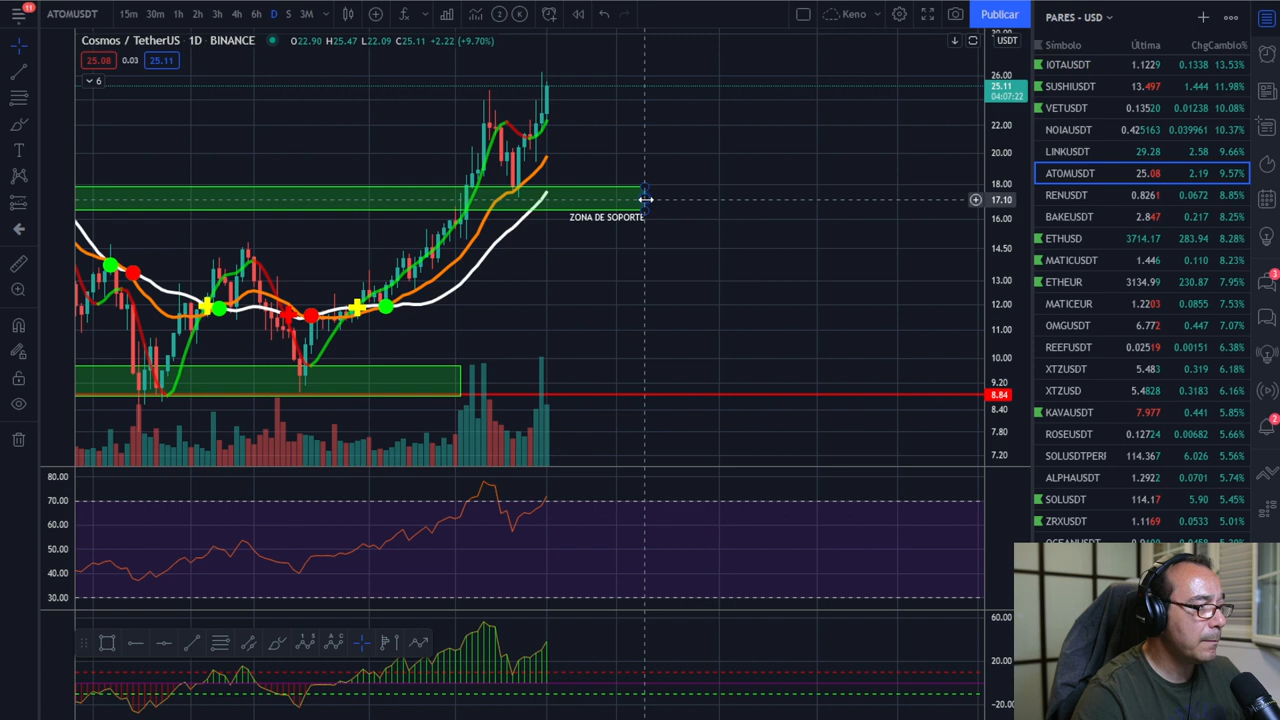 11
ATOMUSDT
15m 30m 1h 2h 3h 4h 6h D S 3M
2 K
Keno
Publicar
PARES - USD
Cosmos / TetherUS · 1D · BINANCE
O22.90 H25.47 L22.09 C25.11 +2.22 (+9.70%)
USDT
25.08 0.03 25.11
6
Símbolo Última Chg Cambio%
IOTAUSDT 1.1229 0.1338 13.53%
SUSHIUSDT 13.497 1.444 11.98%
VETUSDT 0.13520 0.01238 10.08%
NOIAUSDT 0.425163 0.039961 10.37%
LINKUSDT 29.28 2.58 9.66%
ATOMUSDT 25.08 2.19 9.57%
RENUSDT 0.8261 0.0672 8.85%
BAKEUSDT 2.847 0.217 8.25%
ETHUSD 3714.17 283.94 8.28%
MATICUSDT 1.446 0.110 8.23%
ETHEUR 3134.99 230.87 7.95%
MATICEUR 1.2203 0.0855 7.53%
OMGUSDT 6.772 0.447 7.07%
REEFUSDT 0.02519 0.00151 6.38%
XTZUSDT 5.483 0.319 6.18%
XTZUSD 5.4828 0.3183 6.16%
KAVAUSDT 7.977 0.441 5.85%
ROSEUSDT 0.12724 0.00682 5.66%
SOLUSDTPERP 114.367 6.026 5.56%
ALPHAUSDT 1.2922 0.0701 5.74%
SOLUSDT 114.17 5.90 5.45%
ZRXUSDT 1.1169 0.0533 5.01%
26.00
25.11
04:07:22
22.00
20.00
18.00
17.10
16.00
14.50
13.00
12.00
11.00
10.00
9.20
8.84
8.40
7.80
7.20
ZONA DE SOPORTE
80.00
70.00
60.00
50.00
40.00
30.00
60.00
20.00
−20.00
3
2